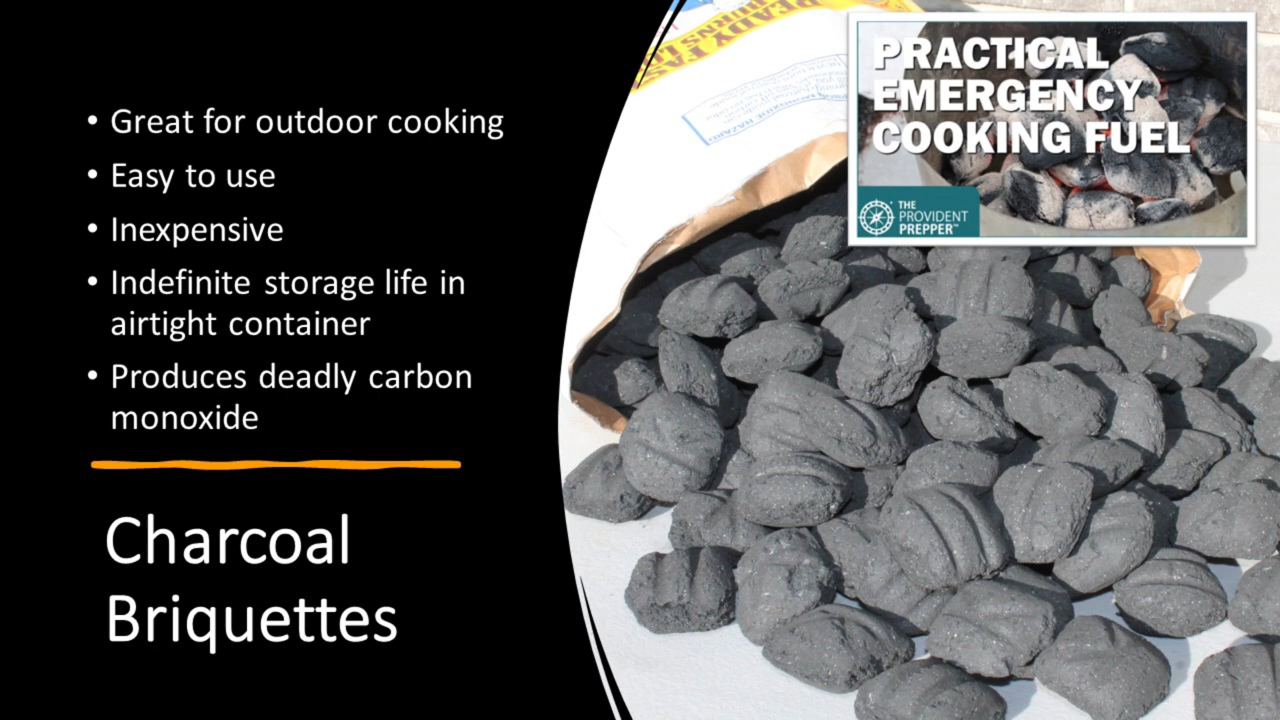 • Great for outdoor cooking
• Easy to use
• Inexpensive
• Indefinite storage life in
airtight container
• Produces deadly carbon
monoxide
Charcoal
Briquettes
PRACTICAL
EMERGENCY
COOKING FUEL
THE
PROVIDENT
PREPPER™